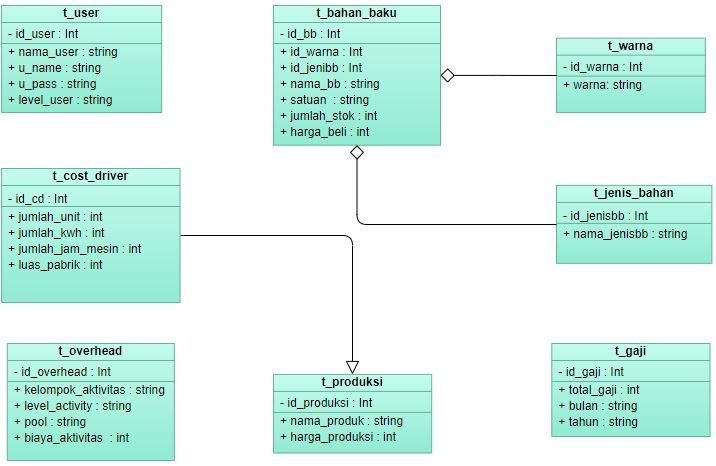 t_user
- id_user : Int
+ nama_user : string
+ u_name : string
+ u_pass : string
+ level_user : string
t_bahan_baku
- id_bb : Int
+ id_warna : Int
+ id_jenibb : Int
+ nama_bb : string
+ satuan : string
+ jumlah_stok : int
+ harga_beli : int
t_warna
- id_warna : Int
+ warna: string
t_cost_driver
- id_cd : Int
+ jumlah_unit : int
+ jumlah_kwh : int
+ jumlah_jam_mesin : int
+ luas_pabrik : int
t_jenis_bahan
- id_jenisbb : Int
+ nama_jenisbb : string
t_overhead
- id_overhead : Int
+ kelompok_aktivitas : string
+ level_activity : string
+ pool : string
+ biaya_aktivitas : int
t_produksi
- id_produksi : Int
+ nama_produk : string
+ harga_produksi : int
t_gaji
- id_gaji : Int
+ total_gaji : int
+ bulan : string
+ tahun : string